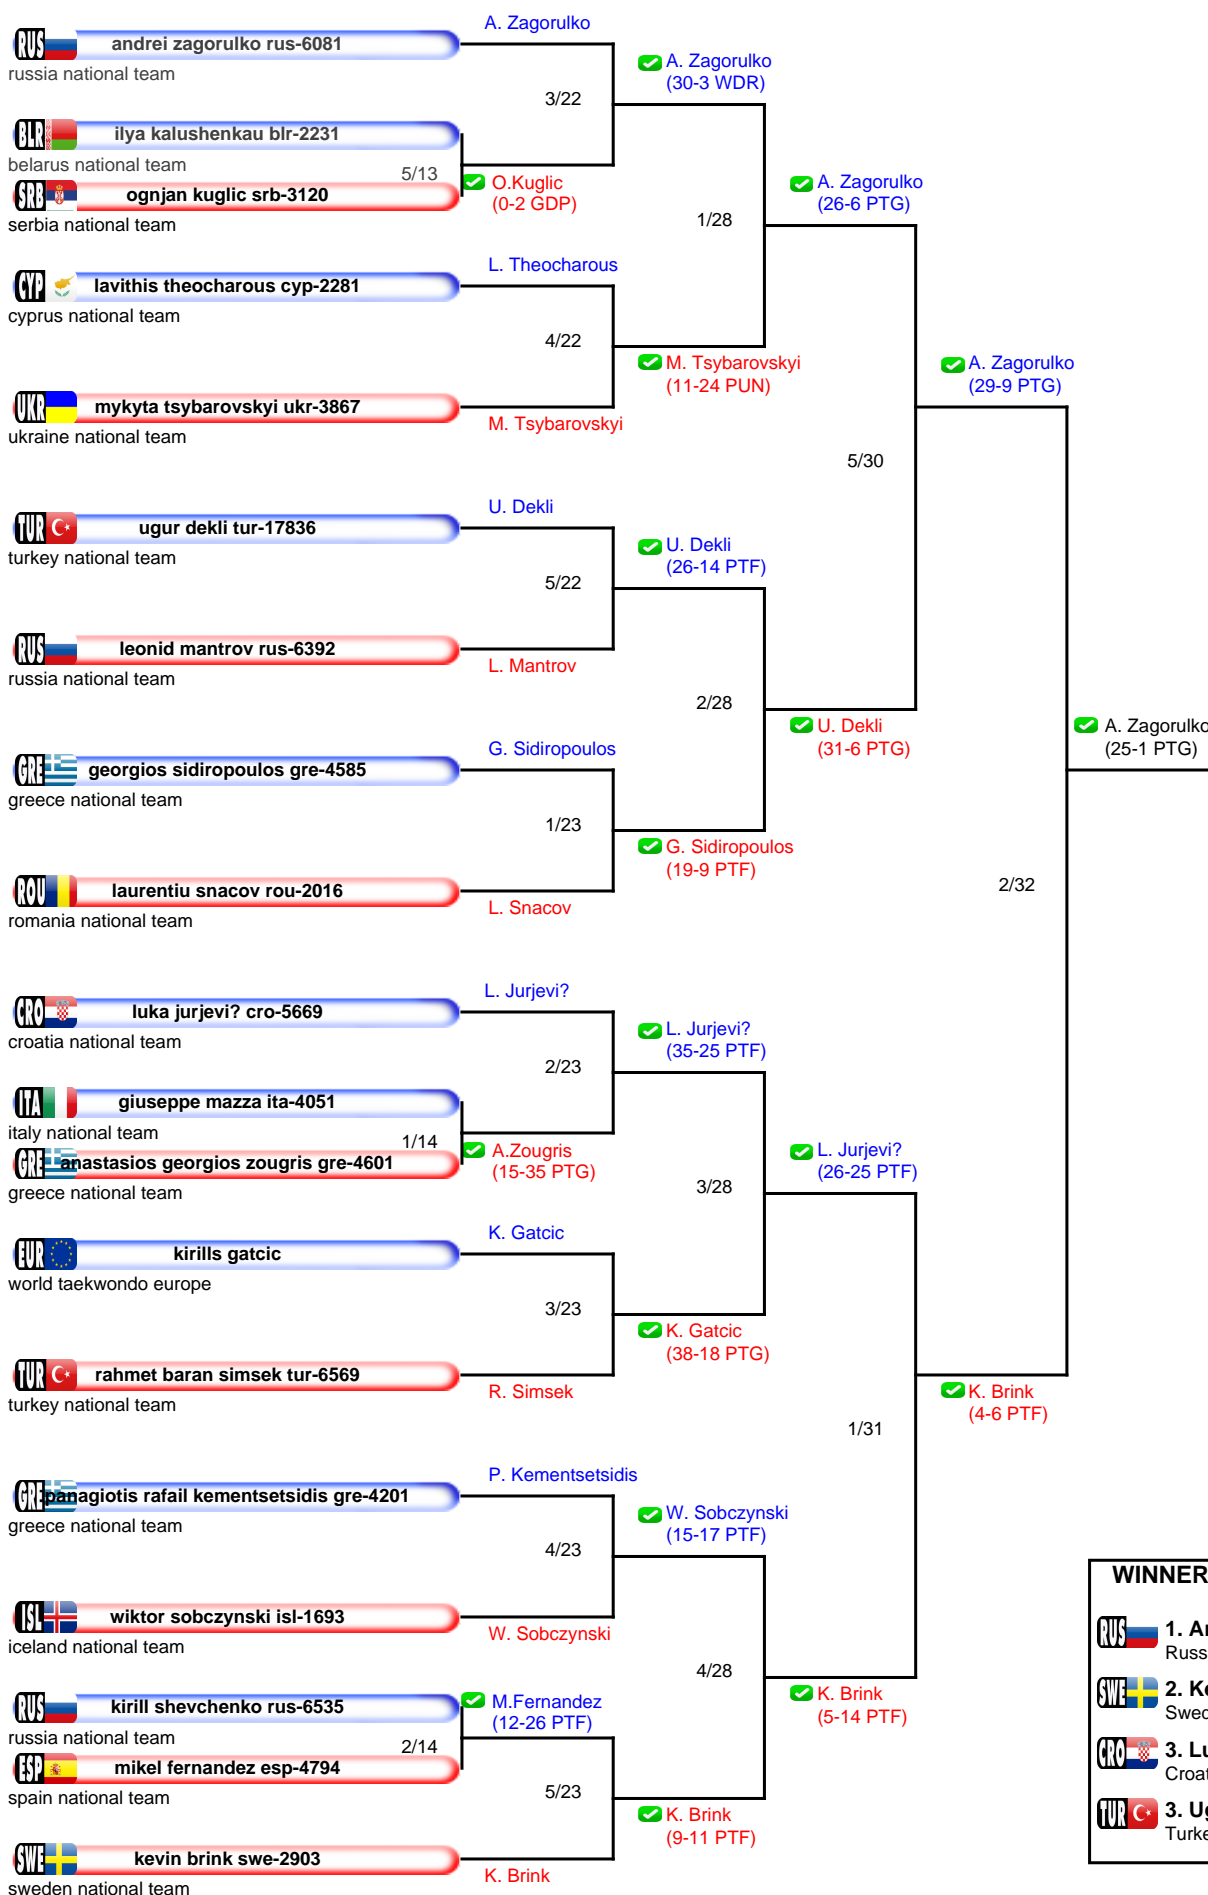 A. Zagorulko
RUS andrei zagorulko rus-6081
russia national team
A. Zagorulko
(30-3 WDR)
3/22
BLR ilya kalushenkau blr-2231
belarus national team
5/13
SRB ognjan kuglic srb-3120
serbia national team
O.Kuglic
(0-2 GDP)
A. Zagorulko
(26-6 PTG)
1/28
L. Theocharous
CYP lavithis theocharous cyp-2281
cyprus national team
4/22
M. Tsybarovskyi
(11-24 PUN)
A. Zagorulko
(29-9 PTG)
UKR mykyta tsybarovskyi ukr-3867
ukraine national team
M. Tsybarovskyi
5/30
U. Dekli
TUR ugur dekli tur-17836
turkey national team
U. Dekli
(26-14 PTF)
5/22
RUS leonid mantrov rus-6392
russia national team
L. Mantrov
2/28
U. Dekli
(31-6 PTG)
A. Zagorulko
(25-1 PTG)
G. Sidiropoulos
GRE georgios sidiropoulos gre-4585
greece national team
1/23
G. Sidiropoulos
(19-9 PTF)
ROU laurentiu snacov rou-2016
romania national team
L. Snacov
2/32
L. Jurjevi?
CRO luka jurjevi? cro-5669
croatia national team
L. Jurjevi?
(35-25 PTF)
2/23
ITA giuseppe mazza ita-4051
italy national team
1/14
GRE anastasios georgios zougris gre-4601
greece national team
A.Zougris
(15-35 PTG)
L. Jurjevi?
(26-25 PTF)
3/28
K. Gatcic
EUR kirills gatcic
world taekwondo europe
3/23
K. Gatcic
(38-18 PTG)
TUR rahmet baran simsek tur-6569
turkey national team
R. Simsek
K. Brink
(4-6 PTF)
1/31
P. Kementsetsidis
GRE panagiotis rafail kementsetsidis gre-4201
greece national team
W. Sobczynski
(15-17 PTF)
4/23
ISL wiktor sobczynski isl-1693
iceland national team
W. Sobczynski
4/28
K. Brink
(5-14 PTF)
RUS kirill shevchenko rus-6535
russia national team
M.Fernandez
(12-26 PTF)
2/14
ESP mikel fernandez esp-4794
spain national team
5/23
K. Brink
(9-11 PTF)
SWE kevin brink swe-2903
sweden national team
K. Brink
WINNER
RUS 1. A
Russ
SWE 2. K
Swe
CRO 3. Lu
Croa
TUR 3. U
Turke